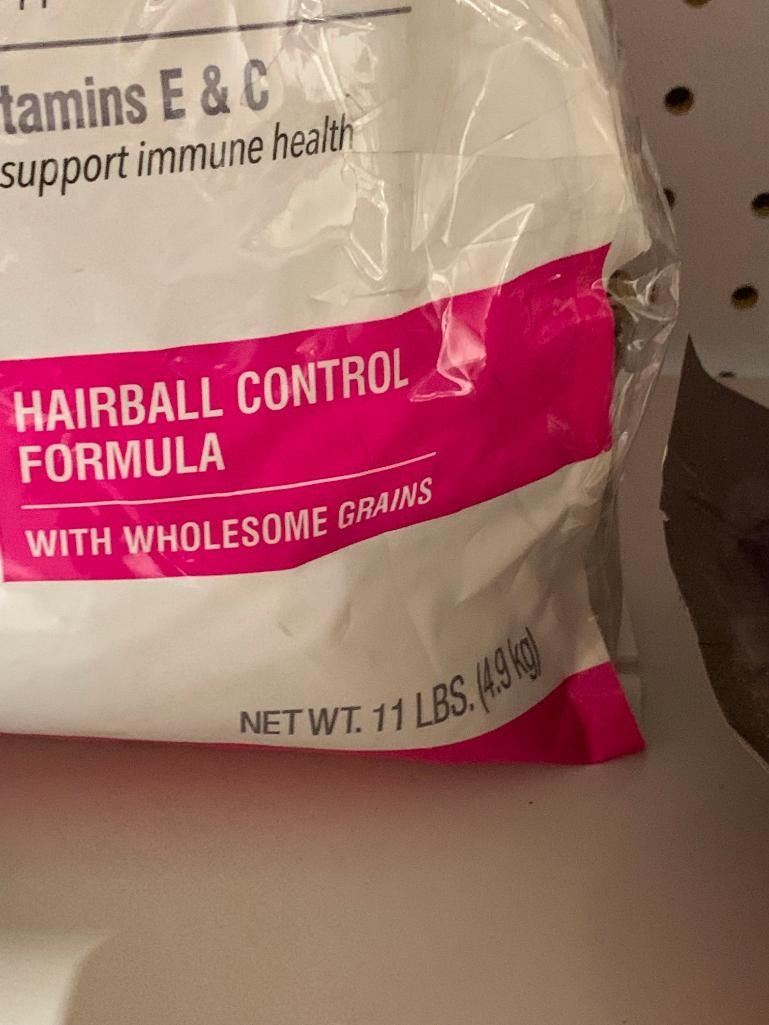 tamins E & C
support immune health
HAIRBALL CONTROL
FORMULA
WITH WHOLESOME GRAINS
NET WT. 11 LBS. (4.9 kg)